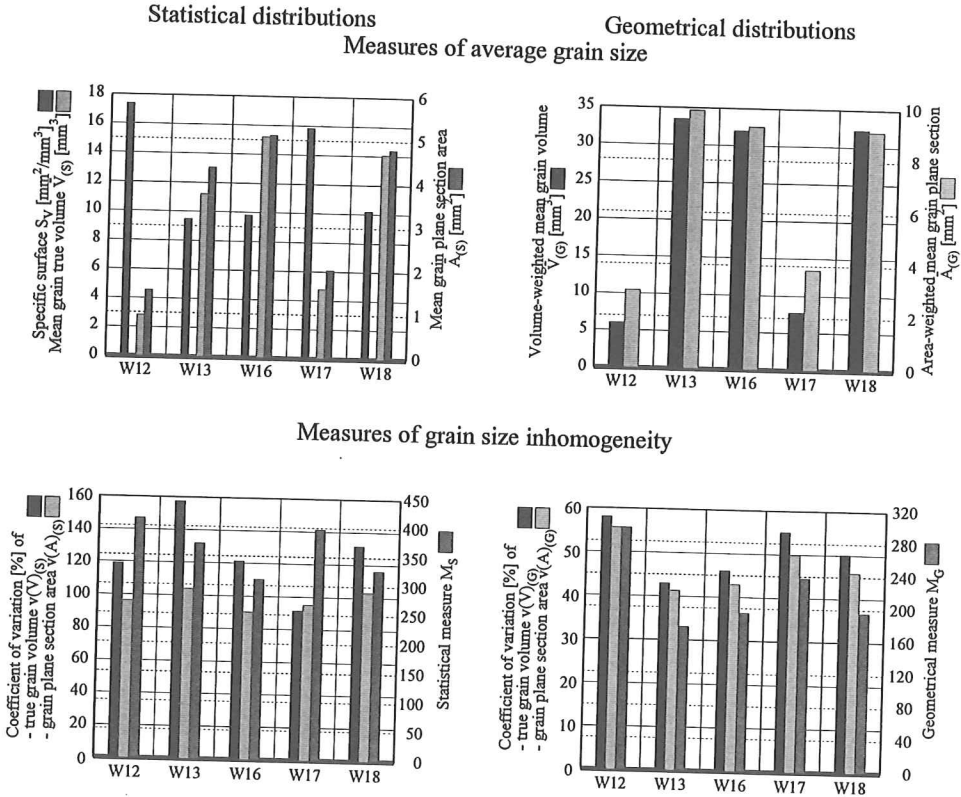 Statistical distributions
Geometrical distributions
Measures of average grain size
Specific surface S_V [mm²/mm³]
Mean grain true volume V̄_(S) [mm³]
18
16
14
12
10
8
6
4
2
0
W12 W13 W16 W17 W18
6
5
4
3
2
1
0
Mean grain plane section area
Ā_(S) [mm²]
Volume-weighted mean grain volume
V̄_(G) [mm³]
35
30
25
20
15
10
5
0
W12 W13 W16 W17 W18
10
8
6
4
2
0
Area-weighted mean grain plane section
Ā_(G) [mm²]
Measures of grain size inhomogeneity
Coefficient of variation [%] of
- true grain volume v(V)_(S)
- grain plane section area v(A)_(S)
160
140
120
100
80
60
40
20
0
W12 W13 W16 W17 W18
450
400
350
300
250
200
150
100
50
0
Statistical measure M_S
Coefficient of variation [%] of
- true grain volume v(V)_(G)
- grain plane section area v(A)_(G)
60
50
40
30
20
10
0
W12 W13 W16 W17 W18
320
280
240
200
160
120
80
40
0
Geometrical measure M_G